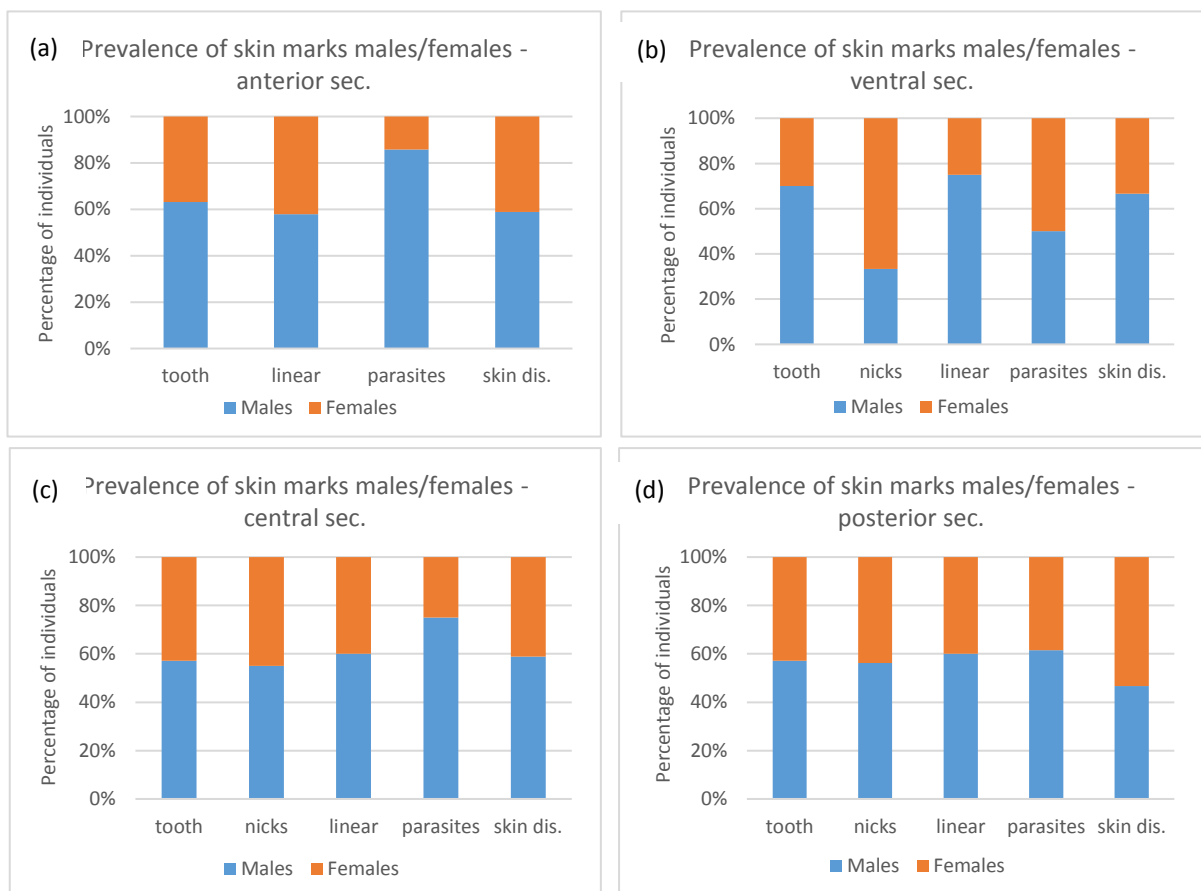 (a) Prevalence of skin marks males/females -
anterior sec.
Percentage of individuals
100%
80%
60%
40%
20%
0%
tooth linear parasites skin dis.
Males Females
(b) Prevalence of skin marks males/females -
ventral sec.
Percentage of individuals
100%
80%
60%
40%
20%
0%
tooth nicks linear parasites skin dis.
Males Females
(c) Prevalence of skin marks males/females -
central sec.
Percentage of individuals
100%
80%
60%
40%
20%
0%
tooth nicks linear parasites skin dis.
Males Females
(d) Prevalence of skin marks males/females -
posterior sec.
Percentage of individuals
100%
80%
60%
40%
20%
0%
tooth nicks linear parasites skin dis.
Males Females